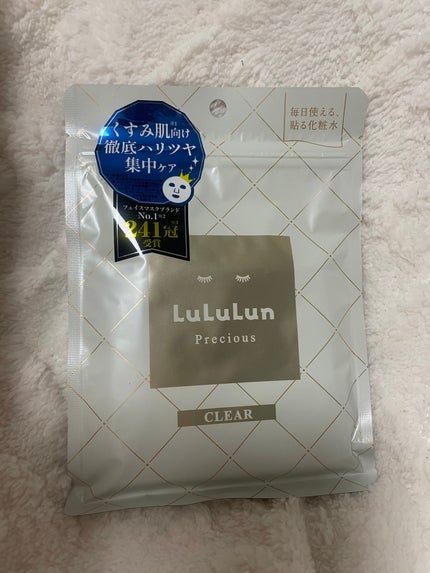 くすみ肌向け※1
徹底ハリツヤ
集中ケア
フェイスマスクブランド
No.1※2
241冠※3
受賞
毎日使える、
貼る化粧水
LuLuLun
Precious
CLEAR